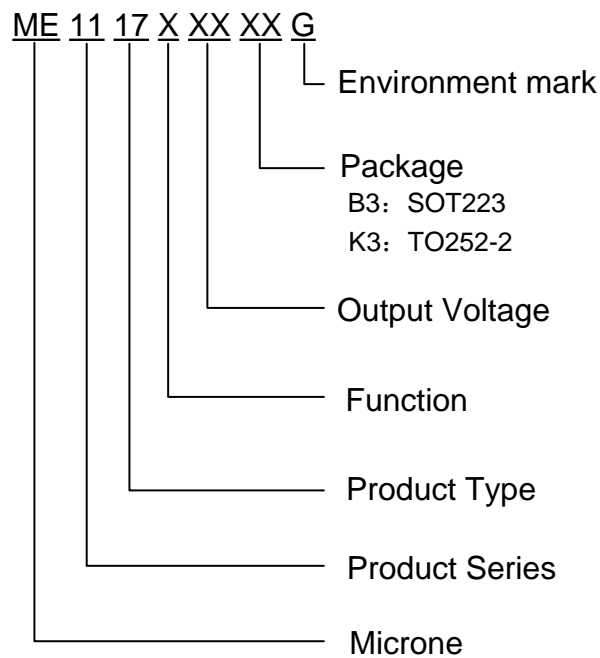 ME 11 17 X XX XX G
Environment mark
Package
B3：SOT223
K3：TO252-2
Output Voltage
Function
Product Type
Product Series
Microne